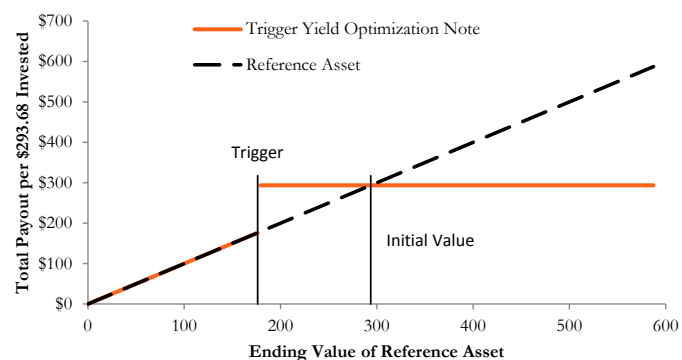 $700
$600
$500
$400
$300
$200
$100
$0
Total Payout per $293.68 Invested
Trigger Yield Optimization Note
Reference Asset
Trigger
Initial Value
0 100 200 300 400 500 600
Ending Value of Reference Asset